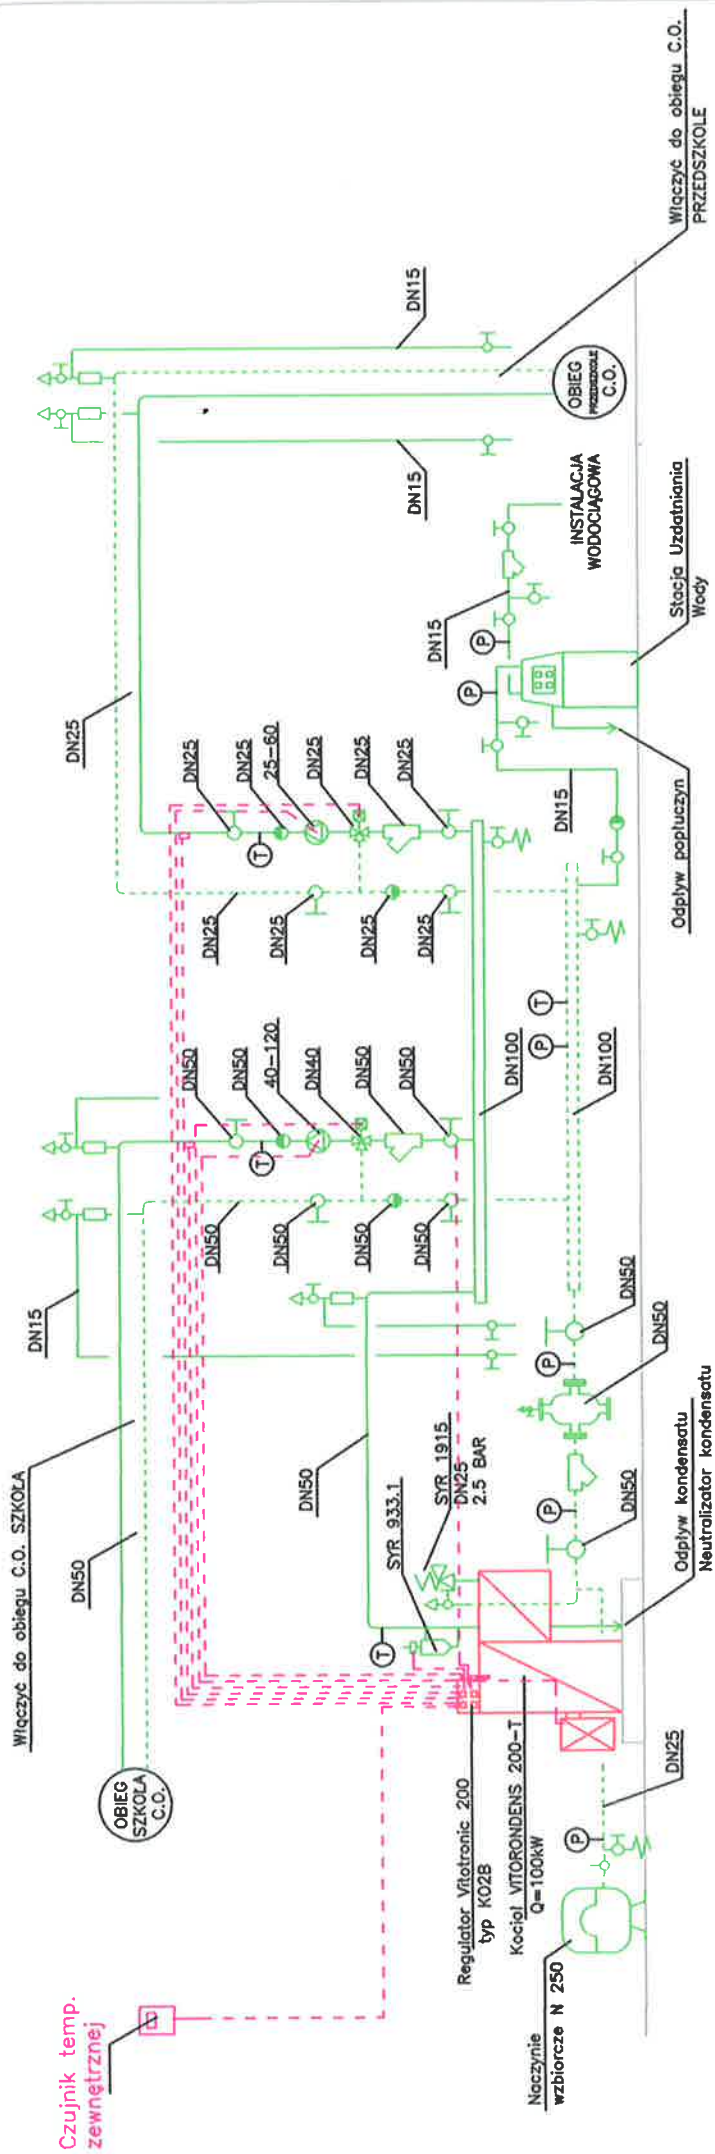 Czujnik temp.
zewnętrznej
Włączyć do obiegu C.O. SZKOŁA
OBIEG
SZKOŁA
C.O.
DN50
DN15
DN50
T
SYR 933.1
SYR 1915
DN25
2.5 BAR
Regulator Vitotronic 200
typ K02B
Kocioł VITORONDENS 200-T
Q=100kW
Naczynie
wzbiorcze N 250
P
DN25
Odpływ kondensatu
Neutralizator kondensatu
DN50
P
P
DN50
DN50
DN50
DN50
DN50
DN50
DN50
DN50
T
40-120
DN40
DN50
DN50
DN100
DN100
P
T
DN25
DN25
DN25
DN25
DN25
DN25
DN25
T
25-60
DN25
DN25
DN25
DN15
P
P
DN15
Odpływ popłuczyn
Stacja Uzdatniania
Wody
INSTALACJA
WODOCIĄGOWA
DN15
DN15
OBIEG
PRZEDSZKOLE
C.O.
Włączyć do obiegu C.O.
PRZEDSZKOLE